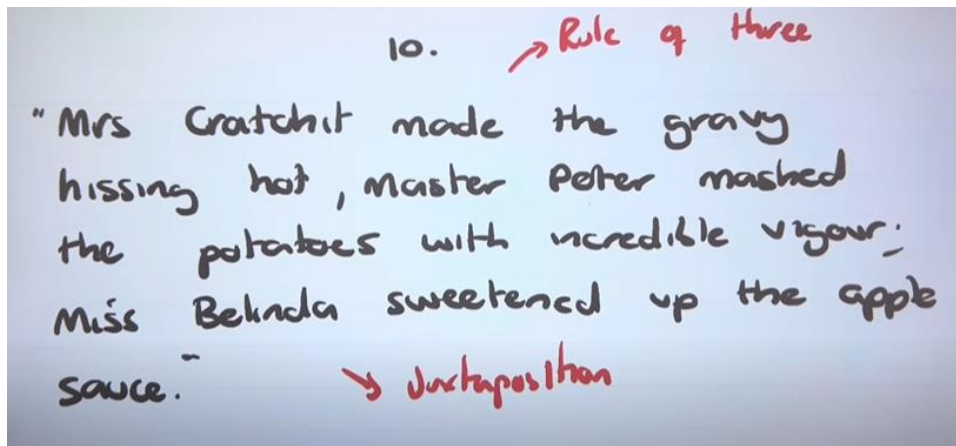 10. → Rule of three
"Mrs Cratchit made the gravy
hissing hot, Master Peter mashed
the potatoes with incredible vigour;
Miss Belinda sweetened up the apple
sauce."
→ Juxtaposition